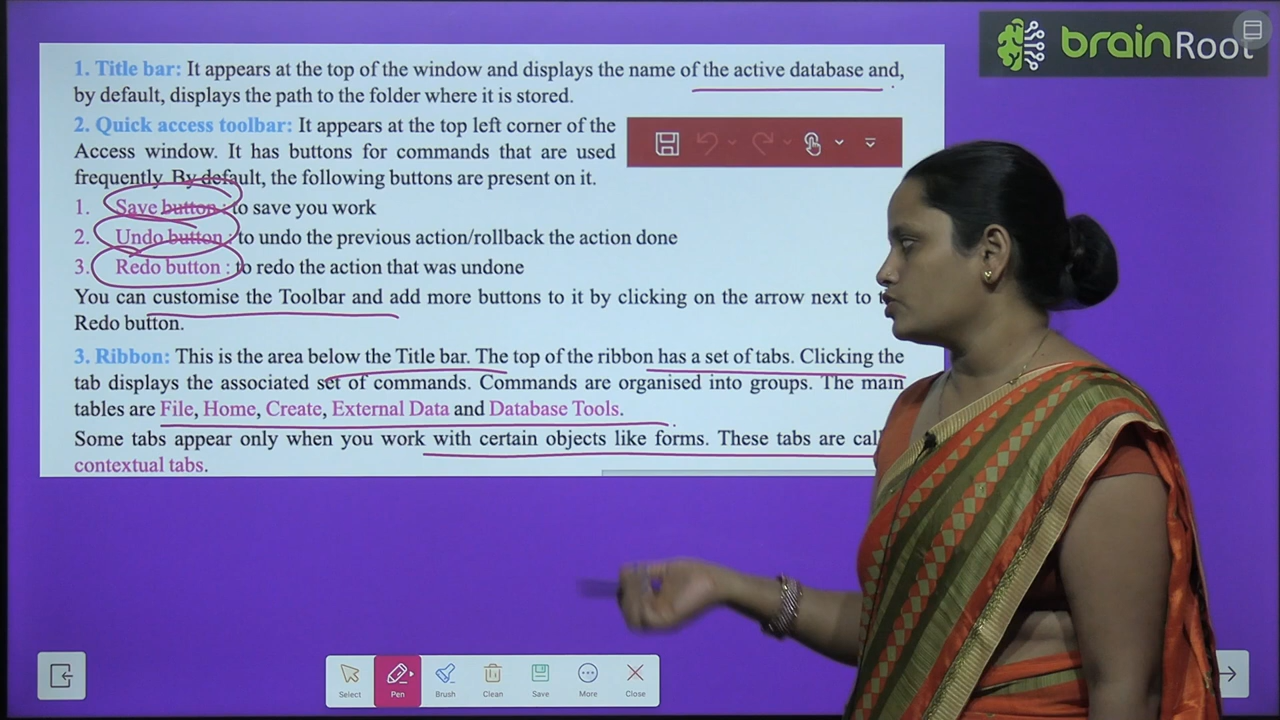 brainRoot
1. Title bar: It appears at the top of the window and displays the name of the active database and,
by default, displays the path to the folder where it is stored.
2. Quick access toolbar: It appears at the top left corner of the
Access window. It has buttons for commands that are used
frequently. By default, the following buttons are present on it.
1. Save button : to save you work
2. Undo button : to undo the previous action/rollback the action done
3. Redo button : to redo the action that was undone
You can customise the Toolbar and add more buttons to it by clicking on the arrow next to
Redo button.
3. Ribbon: This is the area below the Title bar. The top of the ribbon has a set of tabs. Clicking the
tab displays the associated set of commands. Commands are organised into groups. The main
tables are File, Home, Create, External Data and Database Tools.
Some tabs appear only when you work with certain objects like forms. These tabs are
contextual tabs.
Select Pen Brush Clean Save More Close